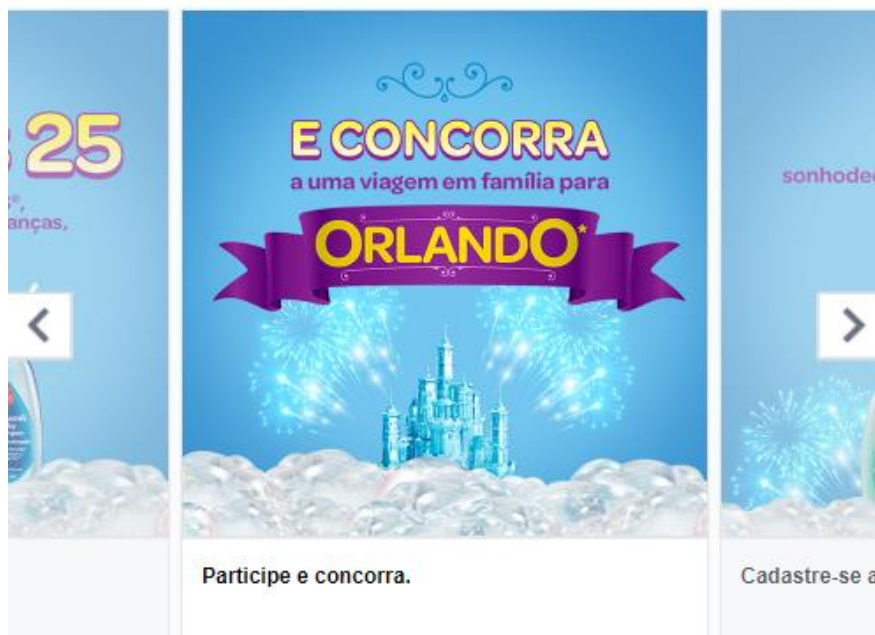 25
anças,
E CONCORRA
a uma viagem em família para
ORLANDO*
sonhodec
Participe e concorra.
Cadastre-se a